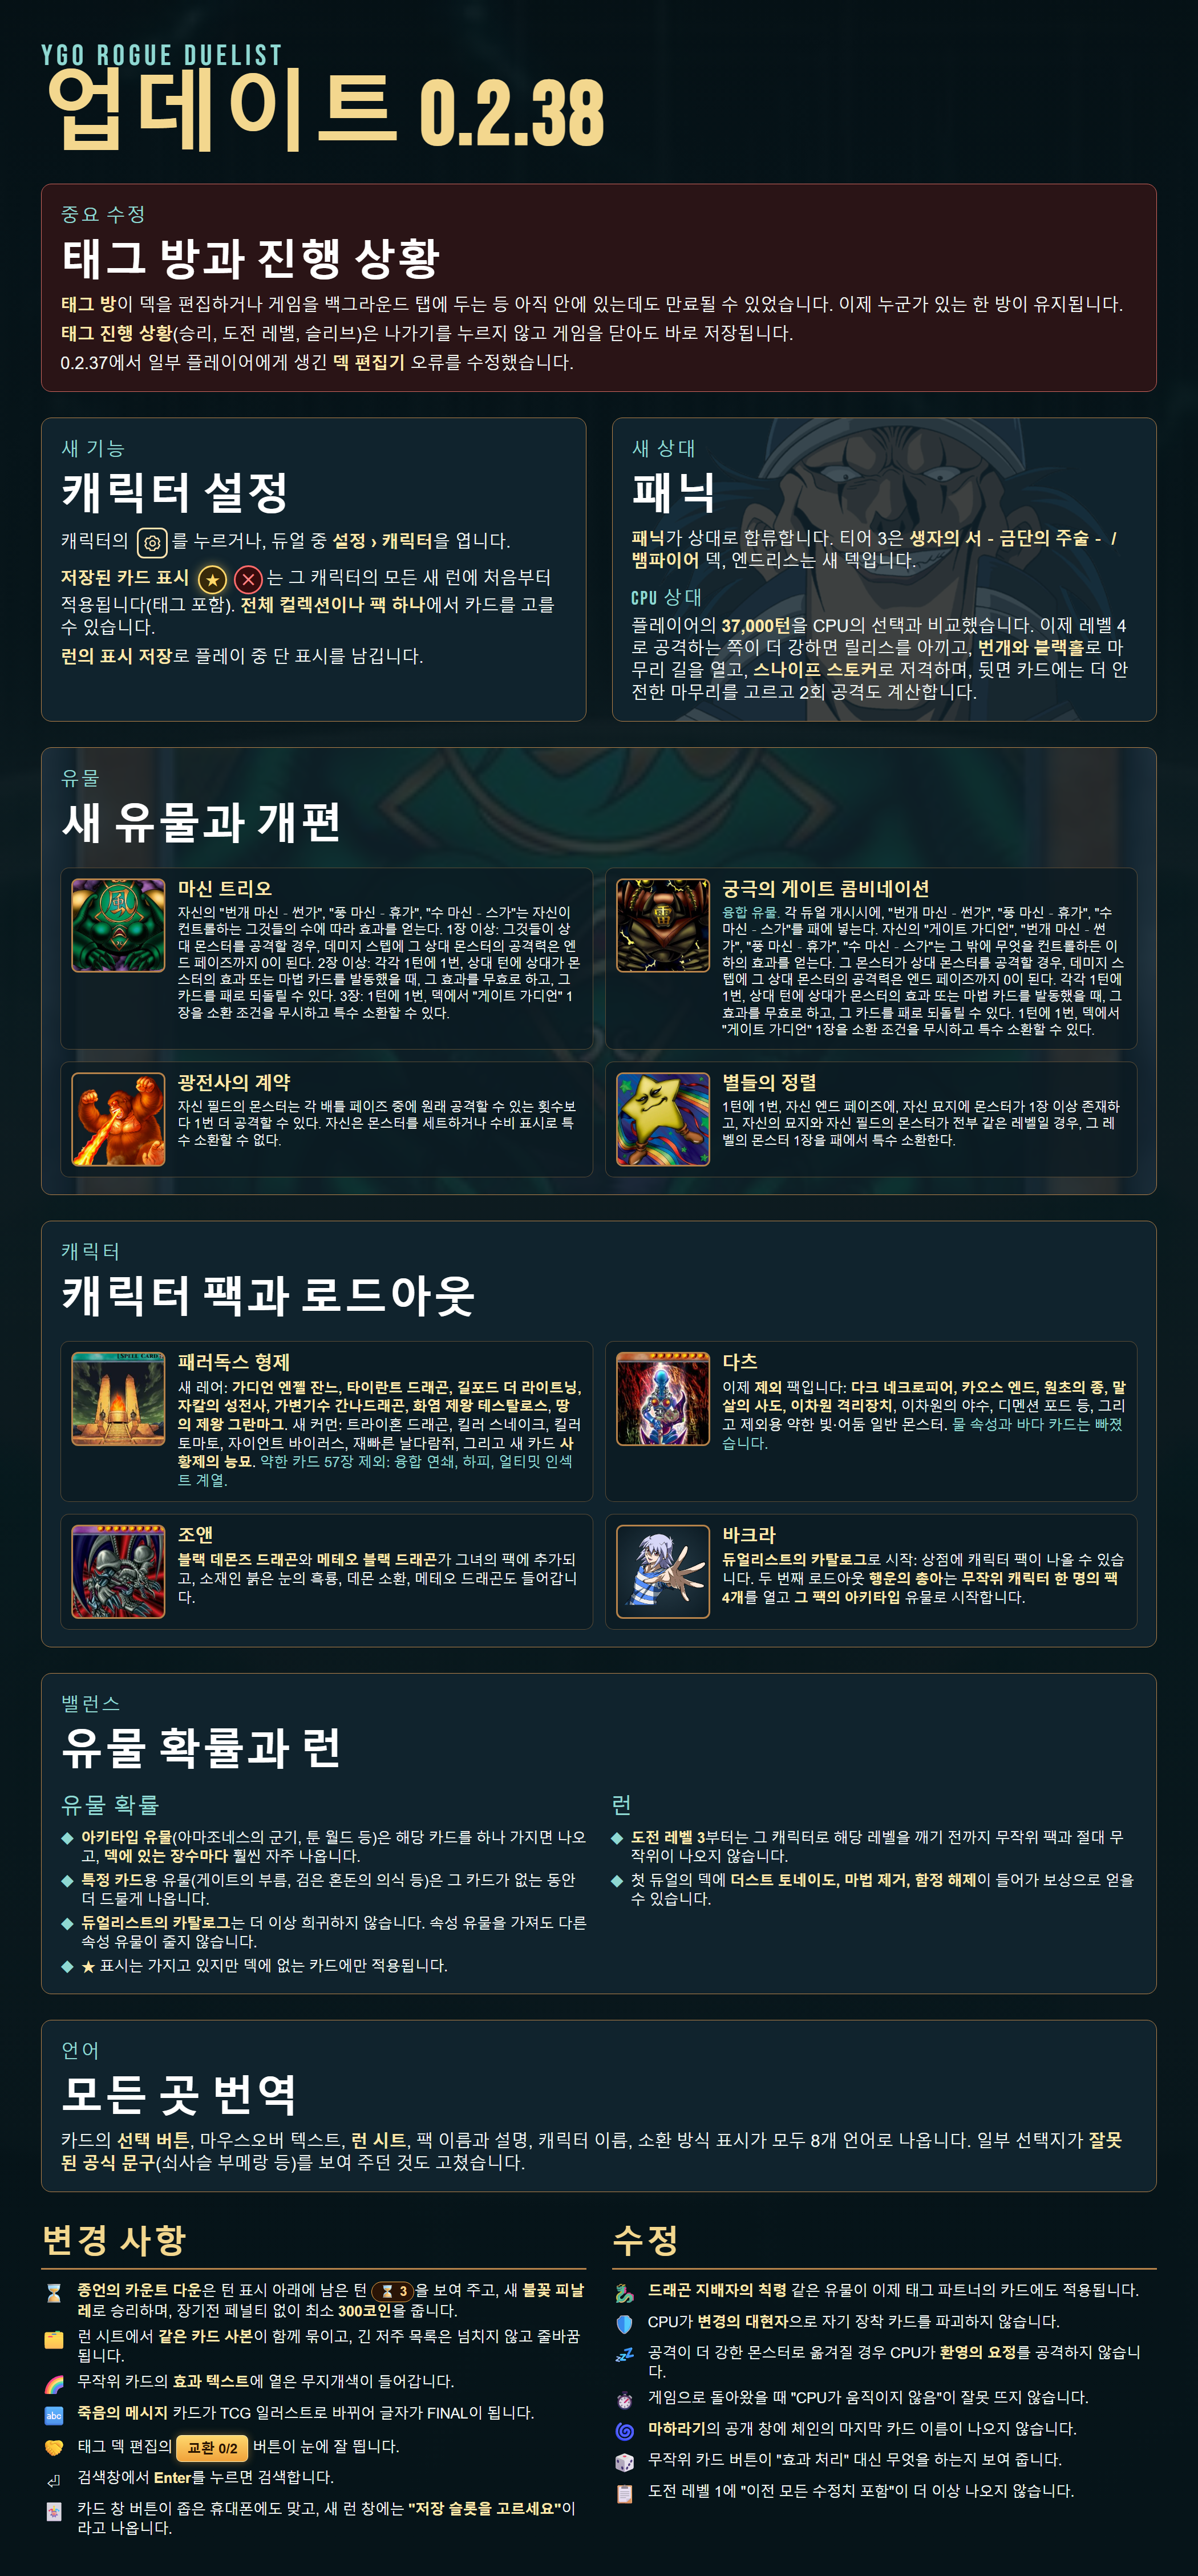 YGO ROGUE DUELIST
업데이트 0.2.38
중요 수정
태그 방과 진행 상황
태그 방이 덱을 편집하거나 게임을 백그라운드 탭에 두는 등 아직 안에 있는데도 만료될 수 있었습니다. 이제 누군가 있는 한 방이 유지됩니다.
태그 진행 상황(승리, 도전 레벨, 슬리브)은 나가기를 누르지 않고 게임을 닫아도 바로 저장됩니다.
0.2.37에서 일부 플레이어에게 생긴 덱 편집기 오류를 수정했습니다.
새 기능
캐릭터 설정
캐릭터의 를 누르거나, 듀얼 중 설정 › 캐릭터을 엽니다.
저장된 카드 표시 ★ ✕ 는 그 캐릭터의 모든 새 런에 처음부터
적용됩니다(태그 포함). 전체 컬렉션이나 팩 하나에서 카드를 고를
수 있습니다.
런의 표시 저장로 플레이 중 단 표시를 남깁니다.
새 상대
패닉
패닉가 상대로 합류합니다. 티어 3은 생자의 서 - 금단의 주술 - /
뱀파이어 덱, 엔드리스는 새 덱입니다.
CPU 상대
플레이어의 37,000턴을 CPU의 선택과 비교했습니다. 이제 레벨 4
로 공격하는 쪽이 더 강하면 릴리스를 아끼고, 번개와 블랙홀로 마
무리 길을 열고, 스나이프 스토커로 저격하며, 뒷면 카드에는 더 안
전한 마무리를 고르고 2회 공격도 계산합니다.
유물
새 유물과 개편
마신 트리오
자신의 "번개 마신 - 썬가", "풍 마신 - 휴가", "수 마신 - 스가"는 자신이
컨트롤하는 그것들의 수에 따라 효과를 얻는다. 1장 이상: 그것들이 상
대 몬스터를 공격할 경우, 데미지 스텝에 그 상대 몬스터의 공격력은 엔
드 페이즈까지 0이 된다. 2장 이상: 각각 1턴에 1번, 상대 턴에 상대가 몬
스터의 효과 또는 마법 카드를 발동했을 때, 그 효과를 무효로 하고, 그
카드를 패로 되돌릴 수 있다. 3장: 1턴에 1번, 덱에서 "게이트 가디언" 1
장을 소환 조건을 무시하고 특수 소환할 수 있다.
궁극의 게이트 콤비네이션
융합 유물. 각 듀얼 개시시에, "번개 마신 - 썬가", "풍 마신 - 휴가", "수
마신 - 스가"를 패에 넣는다. 자신의 "게이트 가디언", "번개 마신 - 썬
가", "풍 마신 - 휴가", "수 마신 - 스가"는 그 밖에 무엇을 컨트롤하든 이
하의 효과를 얻는다. 그 몬스터가 상대 몬스터를 공격할 경우, 데미지 스
텝에 그 상대 몬스터의 공격력은 엔드 페이즈까지 0이 된다. 각각 1턴에
1번, 상대 턴에 상대가 몬스터의 효과 또는 마법 카드를 발동했을 때, 그
효과를 무효로 하고, 그 카드를 패로 되돌릴 수 있다. 1턴에 1번, 덱에서
"게이트 가디언" 1장을 소환 조건을 무시하고 특수 소환할 수 있다.
광전사의 계약
자신 필드의 몬스터는 각 배틀 페이즈 중에 원래 공격할 수 있는 횟수보
다 1번 더 공격할 수 있다. 자신은 몬스터를 세트하거나 수비 표시로 특
수 소환할 수 없다.
별들의 정렬
1턴에 1번, 자신 엔드 페이즈에, 자신 묘지에 몬스터가 1장 이상 존재하
고, 자신의 묘지와 자신 필드의 몬스터가 전부 같은 레벨일 경우, 그 레
벨의 몬스터 1장을 패에서 특수 소환한다.
캐릭터
캐릭터 팩과 로드아웃
패러독스 형제
새 레어: 가디언 엔젤 잔느, 타이란트 드래곤, 길포드 더 라이트닝,
자칼의 성전사, 가변기수 간나드래곤, 화염 제왕 테스탈로스, 땅
의 제왕 그란마그. 새 커먼: 트라이혼 드래곤, 킬러 스네이크, 킬러
토마토, 자이언트 바이러스, 재빠른 날다람쥐, 그리고 새 카드 사
황제의 능묘. 약한 카드 57장 제외: 융합 연쇄, 하피, 얼티밋 인섹
트 계열.
다츠
이제 제외 팩입니다: 다크 네크로피어, 카오스 엔드, 원초의 종, 말
살의 사도, 이차원 격리장치, 이차원의 야수, 디멘션 포드 등, 그리
고 제외용 약한 빛·어둠 일반 몬스터. 물 속성과 바다 카드는 빠졌
습니다.
조앤
블랙 데몬즈 드래곤와 메테오 블랙 드래곤가 그녀의 팩에 추가되
고, 소재인 붉은 눈의 흑룡, 데몬 소환, 메테오 드래곤도 들어갑니
다.
바크라
듀얼리스트의 카탈로그로 시작: 상점에 캐릭터 팩이 나올 수 있습
니다. 두 번째 로드아웃 행운의 총아는 무작위 캐릭터 한 명의 팩
4개를 열고 그 팩의 아키타입 유물로 시작합니다.
밸런스
유물 확률과 런
유물 확률
◆ 아키타입 유물(아마조네스의 군기, 툰 월드 등)은 해당 카드를 하나 가지면 나오
고, 덱에 있는 장수마다 훨씬 자주 나옵니다.
◆ 특정 카드용 유물(게이트의 부름, 검은 혼돈의 의식 등)은 그 카드가 없는 동안
더 드물게 나옵니다.
◆ 듀얼리스트의 카탈로그는 더 이상 희귀하지 않습니다. 속성 유물을 가져도 다른
속성 유물이 줄지 않습니다.
◆ ★ 표시는 가지고 있지만 덱에 없는 카드에만 적용됩니다.
런
◆ 도전 레벨 3부터는 그 캐릭터로 해당 레벨을 깨기 전까지 무작위 팩과 절대 무
작위이 나오지 않습니다.
◆ 첫 듀얼의 덱에 더스트 토네이도, 마법 제거, 함정 해제이 들어가 보상으로 얻을
수 있습니다.
언어
모든 곳 번역
카드의 선택 버튼, 마우스오버 텍스트, 런 시트, 팩 이름과 설명, 캐릭터 이름, 소환 방식 표시가 모두 8개 언어로 나옵니다. 일부 선택지가 잘못
된 공식 문구(쇠사슬 부메랑 등)를 보여 주던 것도 고쳤습니다.
변경 사항
종언의 카운트 다운은 턴 표시 아래에 남은 턴 ⌛ 3 을 보여 주고, 새 불꽃 피날
레로 승리하며, 장기전 페널티 없이 최소 300코인을 줍니다.
런 시트에서 같은 카드 사본이 함께 묶이고, 긴 저주 목록은 넘치지 않고 줄바꿈
됩니다.
무작위 카드의 효과 텍스트에 옅은 무지개색이 들어갑니다.
abc 죽음의 메시지 카드가 TCG 일러스트로 바뀌어 글자가 FINAL이 됩니다.
태그 덱 편집의 교환 0/2 버튼이 눈에 잘 띕니다.
검색창에서 Enter를 누르면 검색합니다.
카드 창 버튼이 좁은 휴대폰에도 맞고, 새 런 창에는 "저장 슬롯을 고르세요"이
라고 나옵니다.
수정
드래곤 지배자의 칙령 같은 유물이 이제 태그 파트너의 카드에도 적용됩니다.
CPU가 변경의 대현자으로 자기 장착 카드를 파괴하지 않습니다.
공격이 더 강한 몬스터로 옮겨질 경우 CPU가 환영의 요정를 공격하지 않습니
다.
게임으로 돌아왔을 때 "CPU가 움직이지 않음"이 잘못 뜨지 않습니다.
마하라기의 공개 창에 체인의 마지막 카드 이름이 나오지 않습니다.
무작위 카드 버튼이 "효과 처리" 대신 무엇을 하는지 보여 줍니다.
도전 레벨 1에 "이전 모든 수정치 포함"이 더 이상 나오지 않습니다.